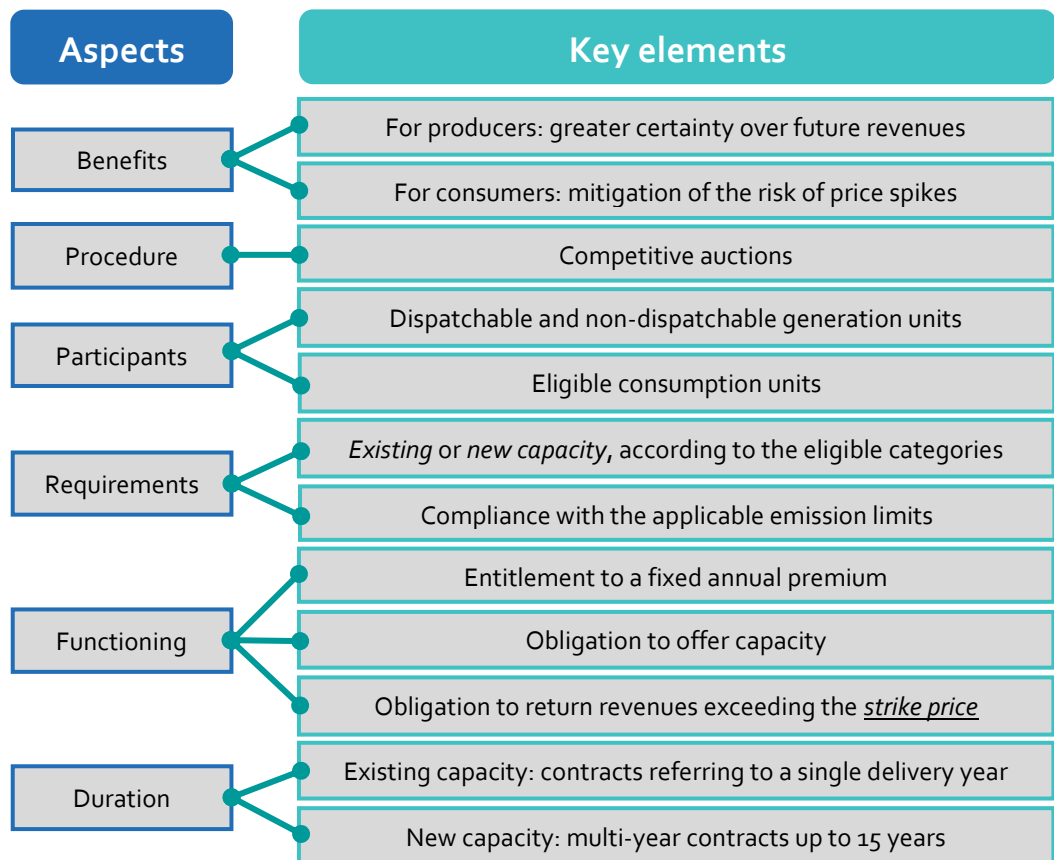 Aspects
Key elements
Benefits
For producers: greater certainty over future revenues
For consumers: mitigation of the risk of price spikes
Procedure
Competitive auctions
Participants
Dispatchable and non-dispatchable generation units
Eligible consumption units
Requirements
Existing or new capacity, according to the eligible categories
Compliance with the applicable emission limits
Functioning
Entitlement to a fixed annual premium
Obligation to offer capacity
Obligation to return revenues exceeding the strike price
Duration
Existing capacity: contracts referring to a single delivery year
New capacity: multi-year contracts up to 15 years